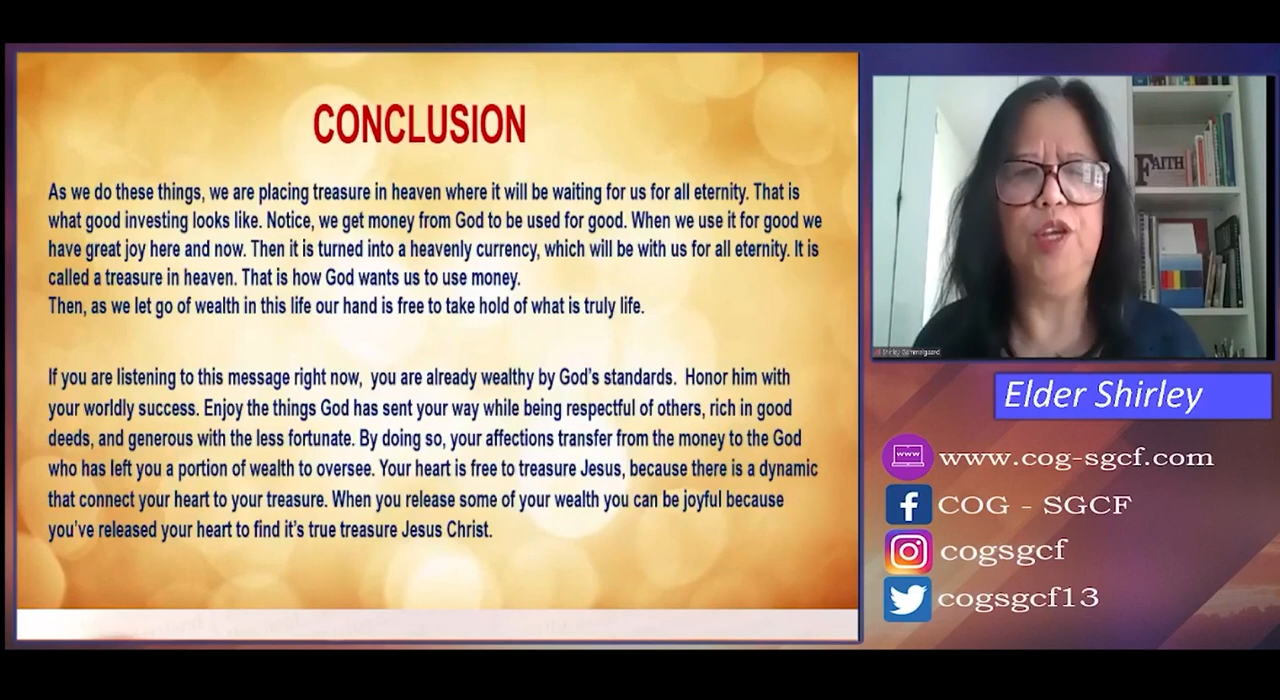 CONCLUSION
As we do these things, we are placing treasure in heaven where it will be waiting for us for all eternity. That is
what good investing looks like. Notice, we get money from God to be used for good. When we use it for good we
have great joy here and now. Then it is turned into a heavenly currency, which will be with us for all eternity. It is
called a treasure in heaven. That is how God wants us to use money.
Then, as we let go of wealth in this life our hand is free to take hold of what is truly life.
If you are listening to this message right now, you are already wealthy by God's standards. Honor him with
your worldly success. Enjoy the things God has sent your way while being respectful of others, rich in good
deeds, and generous with the less fortunate. By doing so, your affections transfer from the money to the God
who has left you a portion of wealth to oversee. Your heart is free to treasure Jesus, because there is a dynamic
that connect your heart to your treasure. When you release some of your wealth you can be joyful because
you've released your heart to find it's true treasure Jesus Christ.
FAITH
Shirley Gammelgaard
Elder Shirley
www
www.cog-sgcf.com
COG - SGCF
cogsgcf
cogsgcf13